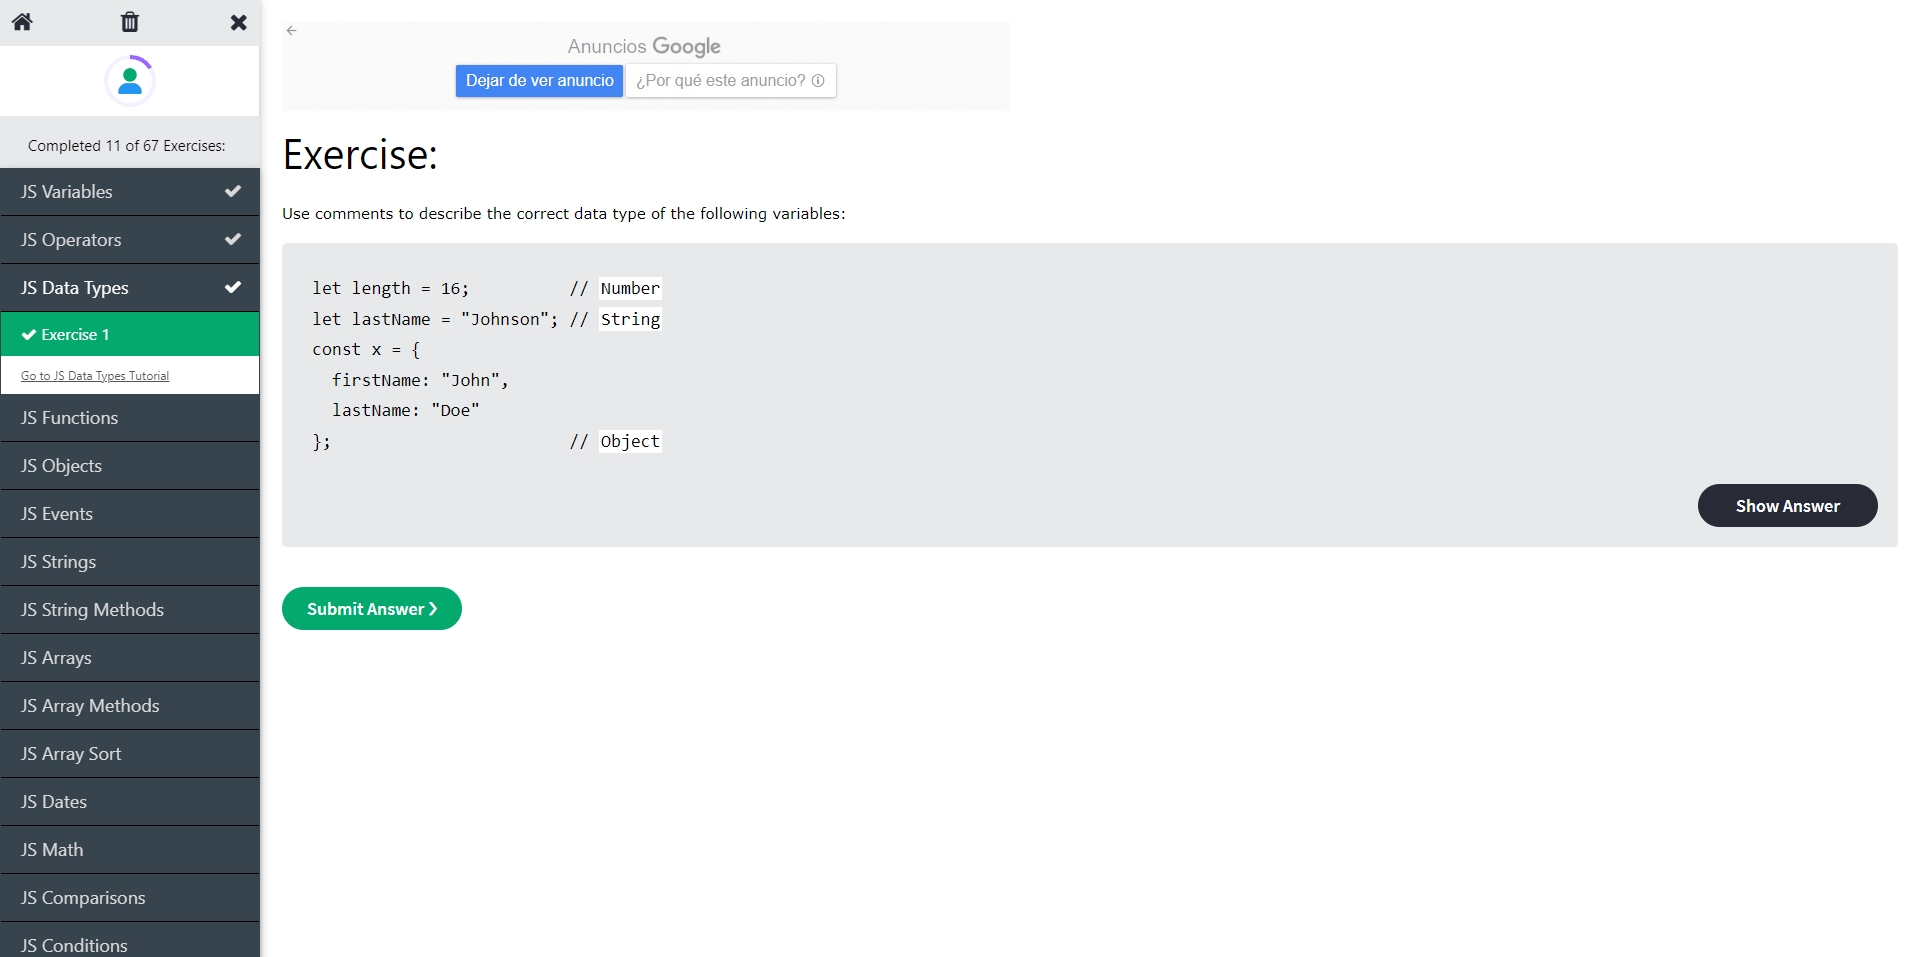 Completed 11 of 67 Exercises:
JS Variables
JS Operators
JS Data Types
Exercise 1
Go to JS Data Types Tutorial
JS Functions
JS Objects
JS Events
JS Strings
JS String Methods
JS Arrays
JS Array Methods
JS Array Sort
JS Dates
JS Math
JS Comparisons
JS Conditions
Anuncios Google
Dejar de ver anuncio ¿Por qué este anuncio?
Exercise:
Use comments to describe the correct data type of the following variables:
let length = 16;          // Number
let lastName = "Johnson"; // String
const x = {
  firstName: "John",
  lastName: "Doe"
};                        // Object
Show Answer
Submit Answer ❯